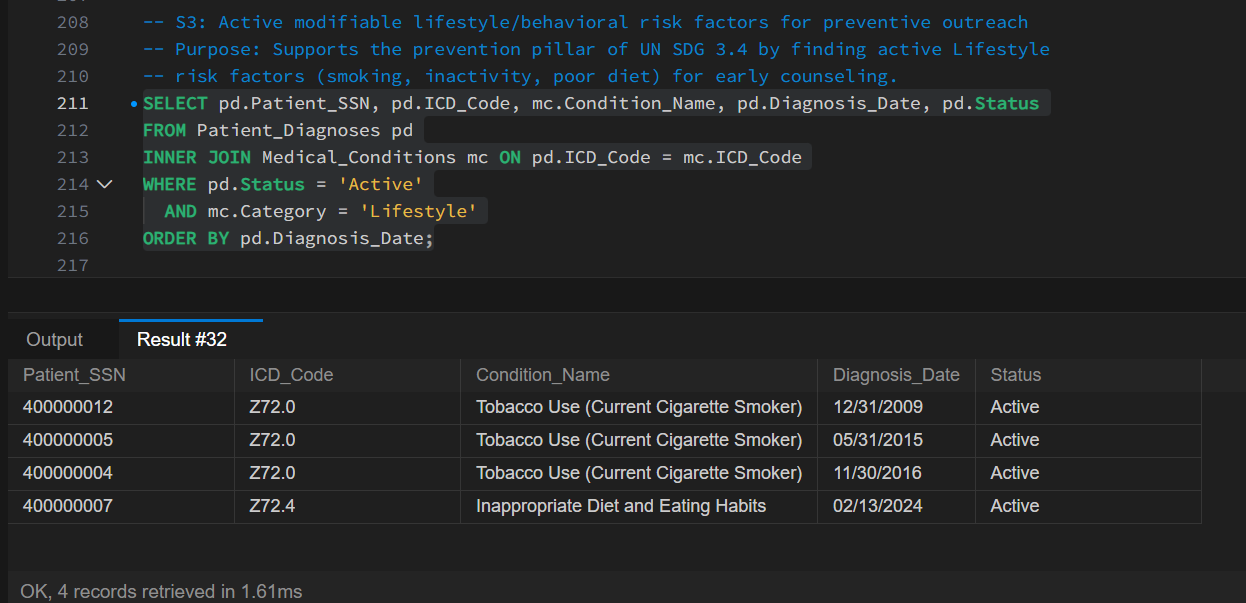 208 -- S3: Active modifiable lifestyle/behavioral risk factors for preventive outreach
209 -- Purpose: Supports the prevention pillar of UN SDG 3.4 by finding active Lifestyle
210 -- risk factors (smoking, inactivity, poor diet) for early counseling.
211 SELECT pd.Patient_SSN, pd.ICD_Code, mc.Condition_Name, pd.Diagnosis_Date, pd.Status
212 FROM Patient_Diagnoses pd
213 INNER JOIN Medical_Conditions mc ON pd.ICD_Code = mc.ICD_Code
214 WHERE pd.Status = 'Active'
215 AND mc.Category = 'Lifestyle'
216 ORDER BY pd.Diagnosis_Date;
217
Output Result #32
Patient_SSN ICD_Code Condition_Name Diagnosis_Date Status
400000012 Z72.0 Tobacco Use (Current Cigarette Smoker) 12/31/2009 Active
400000005 Z72.0 Tobacco Use (Current Cigarette Smoker) 05/31/2015 Active
400000004 Z72.0 Tobacco Use (Current Cigarette Smoker) 11/30/2016 Active
400000007 Z72.4 Inappropriate Diet and Eating Habits 02/13/2024 Active
OK, 4 records retrieved in 1.61ms